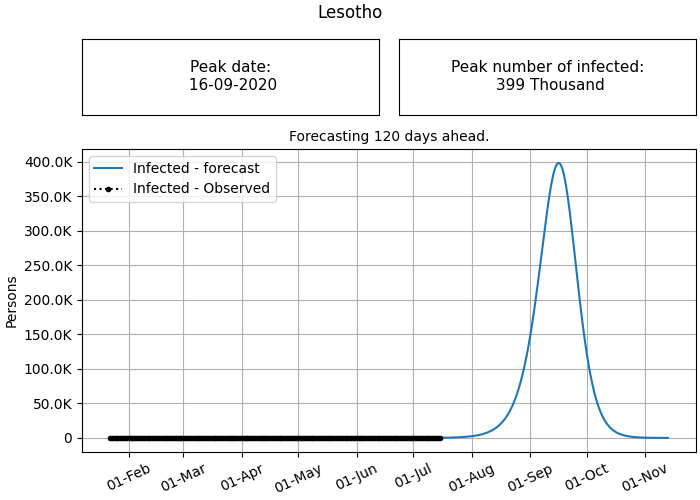 Lesotho
Peak date:
16-09-2020
Peak number of infected:
399 Thousand
Forecasting 120 days ahead.
Infected - forecast
Infected - Observed
400.0K
350.0K
300.0K
250.0K
200.0K
150.0K
100.0K
50.0K
0
Persons
01-Feb
01-Mar
01-Apr
01-May
01-Jun
01-Jul
01-Aug
01-Sep
01-Oct
01-Nov